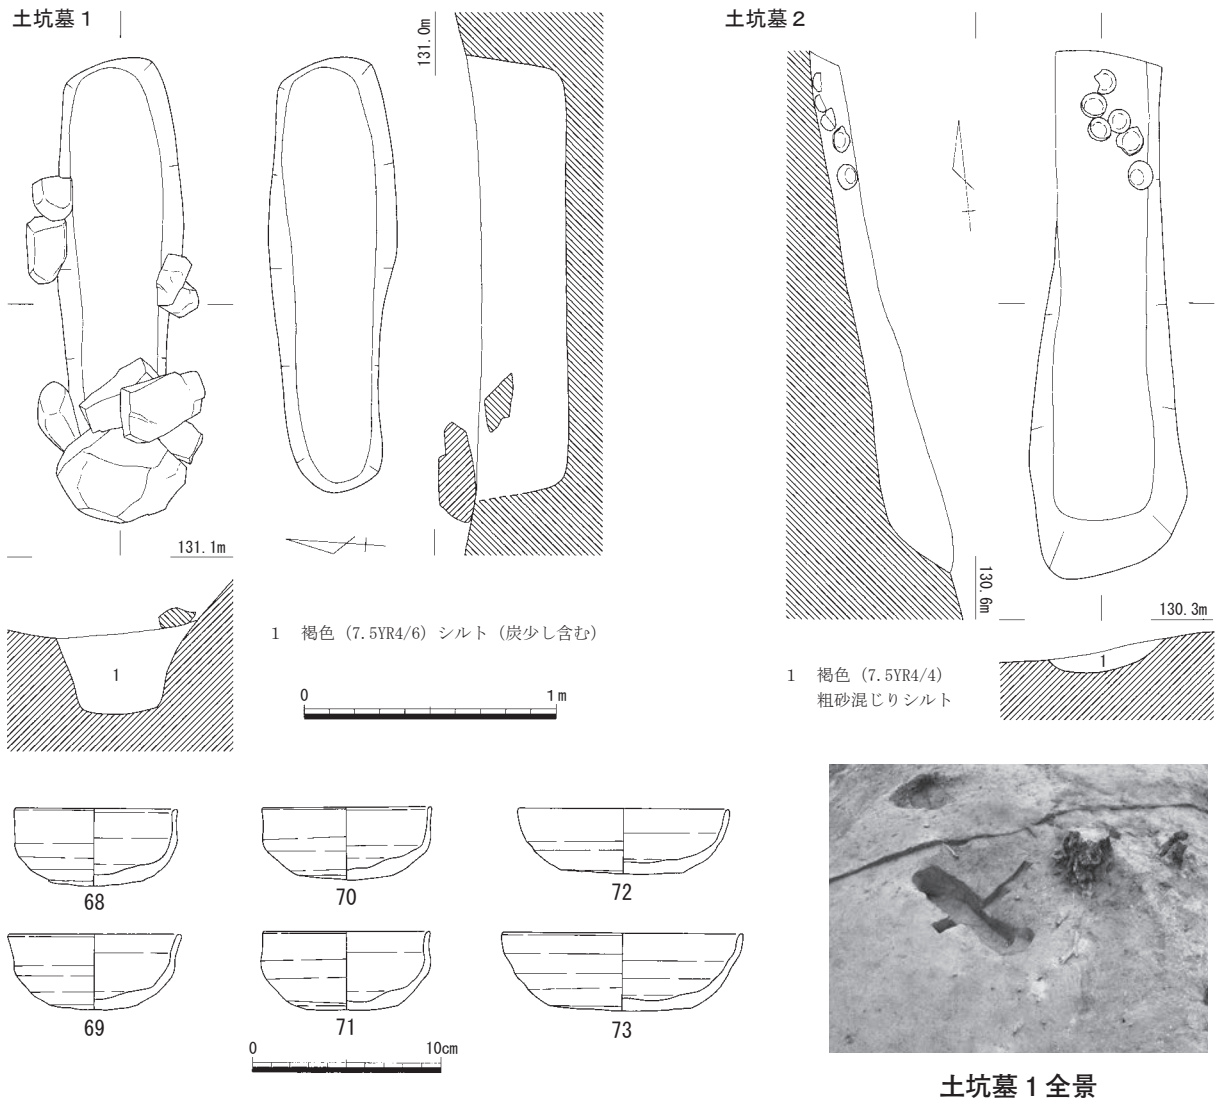 土坑墓１
131.0m
131.1m
1　褐色（7.5YR4/6）シルト（炭少し含む）
1
0　1m
土坑墓２
130.6m
130.3m
1　褐色（7.5YR4/4）
粗砂混じりシルト
1
68
70
72
69
71
73
0　10cm
土坑墓１全景